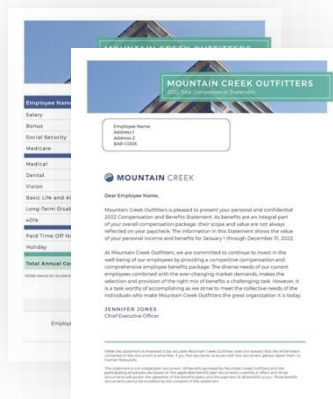 MOUNTAIN CREEK OUTFITTERS
Employee Name
Salary
Bonus
Social Security
Medicare
Medical
Dental
Vision
Basic Life and A
Long-Term Disab
401k
Paid Time Off H
Holiday
Total Annual Co
Employ
MOUNTAIN CREEK OUTFITTERS
2022 Total Compensation Statement
Employee Name
Address 1
Address 2
BAR CODE
MOUNTAIN CREEK
Dear Employee Name,
Mountain Creek Outfitters is pleased to present your personal and confidential
2022 Compensation and Benefits Statement. As benefits are an integral part
of your overall compensation package, their scope and value are not always
reflected on your paycheck. The information in this Statement shows the value
of your personal income and benefits for January 1 through December 31, 2022.
At Mountain Creek Outfitters, we are committed to continue to invest in the
well-being of our employees by providing a competitive compensation and
comprehensive employee benefits package. The diverse needs of our current
employees combined with the ever-changing market demands, makes the
selection and provision of the right mix of benefits a challenging task. However, it
is a task worthy of accomplishing as we strive to meet the collective needs of the
individuals who make Mountain Creek Outfitters the great organization it is today.
JENNIFER JONES
Chief Executive Officer